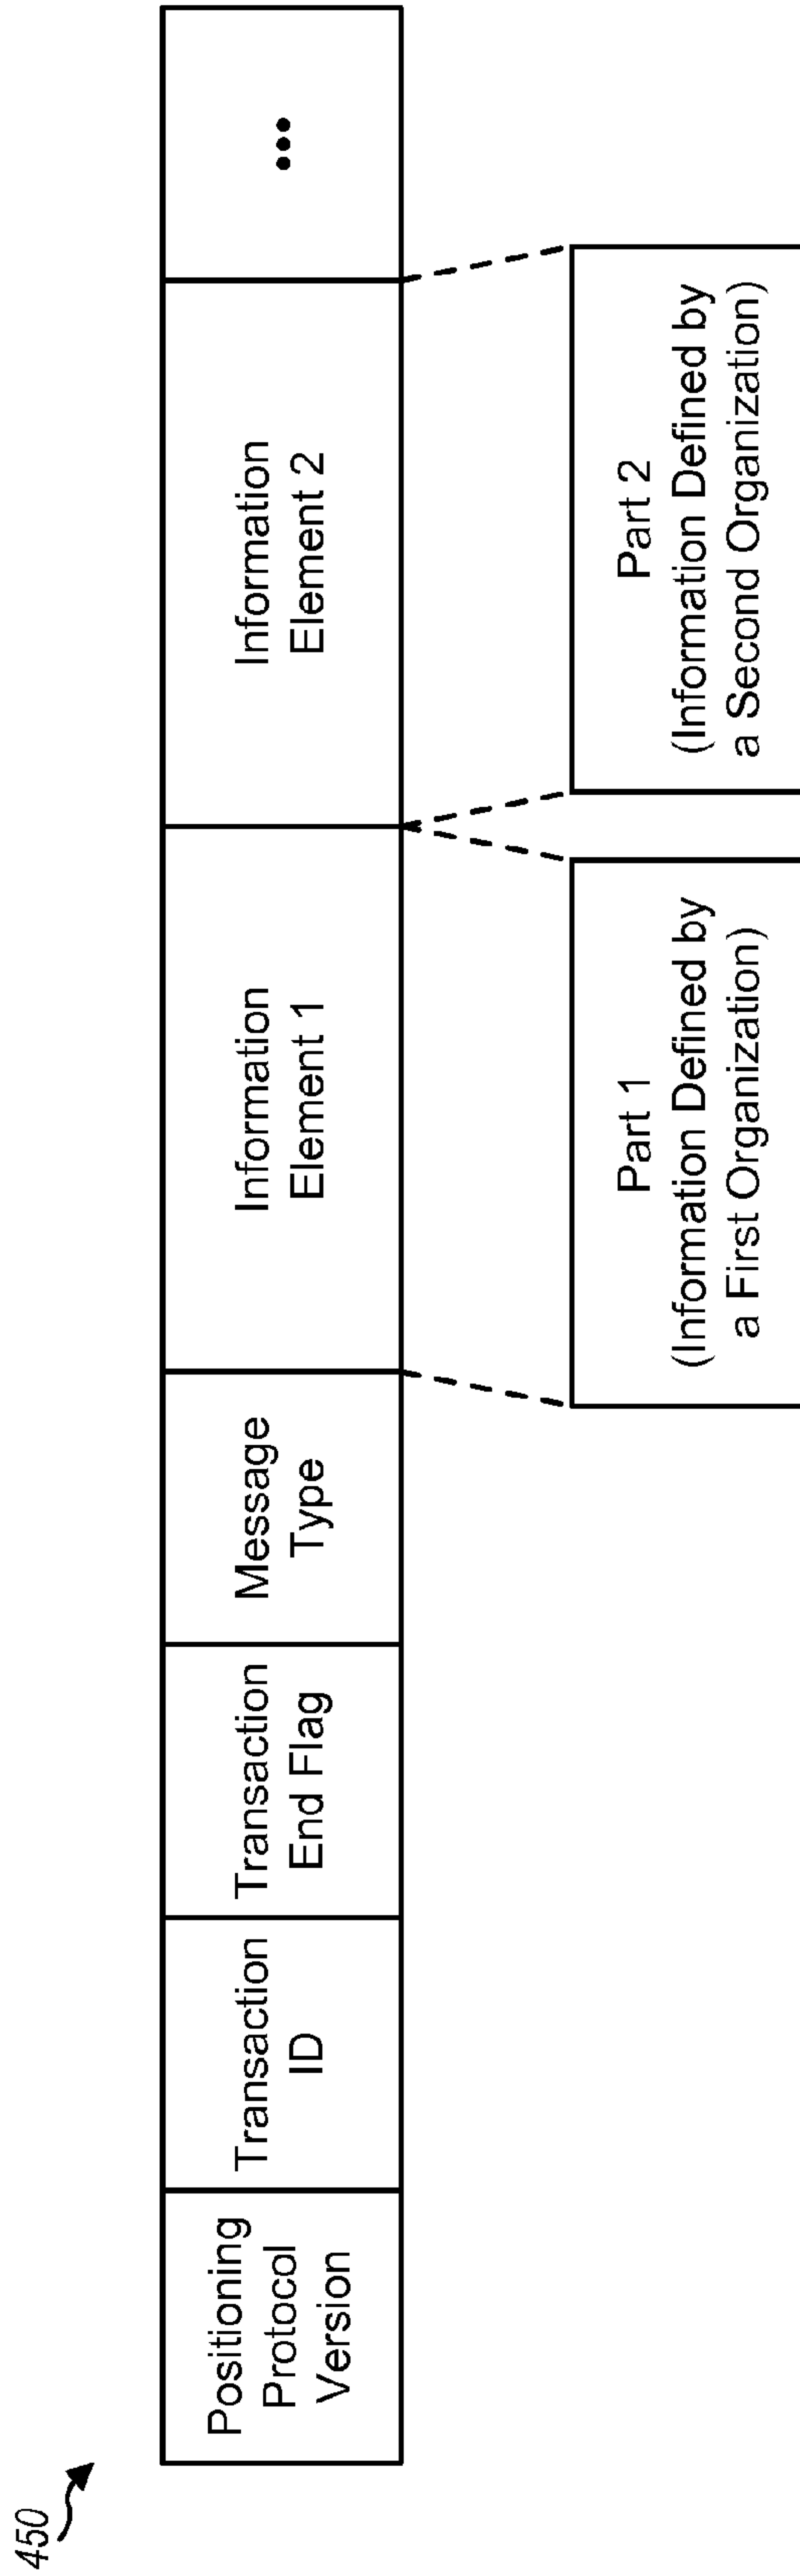 450
Positioning
Protocol
Version
Transaction
ID
Transaction
End Flag
Message
Type
Information
Element 1
Information
Element 2
•••
Part 1
(Information Defined by
a First Organization)
Part 2
(Information Defined by
a Second Organization)